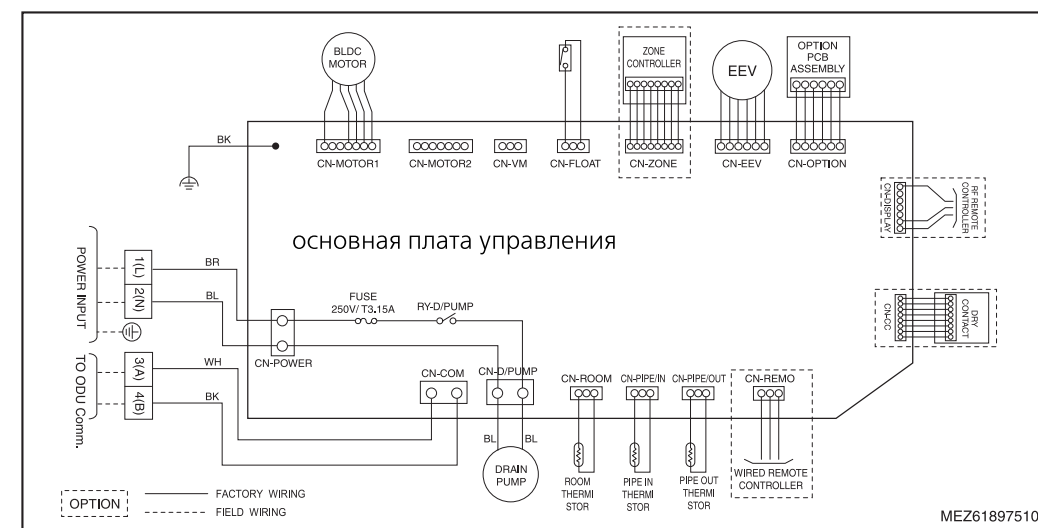 BLDC
MOTOR
ZONE
CONTROLLER
EEV
OPTION
PCB
ASSEMBLY
BK
CN-MOTOR1
CN-MOTOR2
CN-VM
CN-FLOAT
CN-ZONE
CN-EEV
CN-OPTION
CN-DISPLAY
RF REMOTE
CONTROLLER
основная плата управления
POWER INPUT
1(L)
2(N)
BR
BL
FUSE
250V/ T3.15A
RY-D/PUMP
CN-POWER
CN-CC
DRY
CONTACT
TO ODU Comm.
3(A)
4(B)
WH
BK
CN-COM
CN-D/PUMP
CN-ROOM
CN-PIPE/IN
CN-PIPE/OUT
CN-REMO
BL
BL
DRAIN
PUMP
ROOM
THERMI
STOR
PIPE IN
THERMI
STOR
PIPE OUT
THERMI
STOR
WIRED REMOTE
CONTROLLER
OPTION
FACTORY WIRING
FIELD WIRING
MEZ61897510